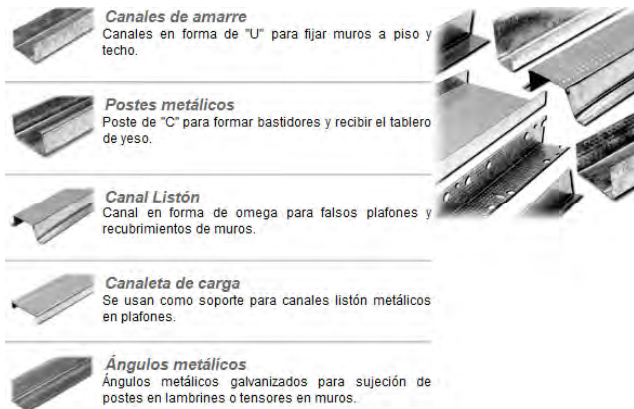 Canales de amarre
Canales en forma de "U" para fijar muros a piso y
techo.
Postes metálicos
Poste de "C" para formar bastidores y recibir el tablero
de yeso.
Canal Listón
Canal en forma de omega para falsos plafones y
recubrimientos de muros.
Canaleta de carga
Se usan como soporte para canales listón metálicos
en plafones.
Ángulos metálicos
Ángulos metálicos galvanizados para sujeción de
postes en lambrines o tensores en muros.